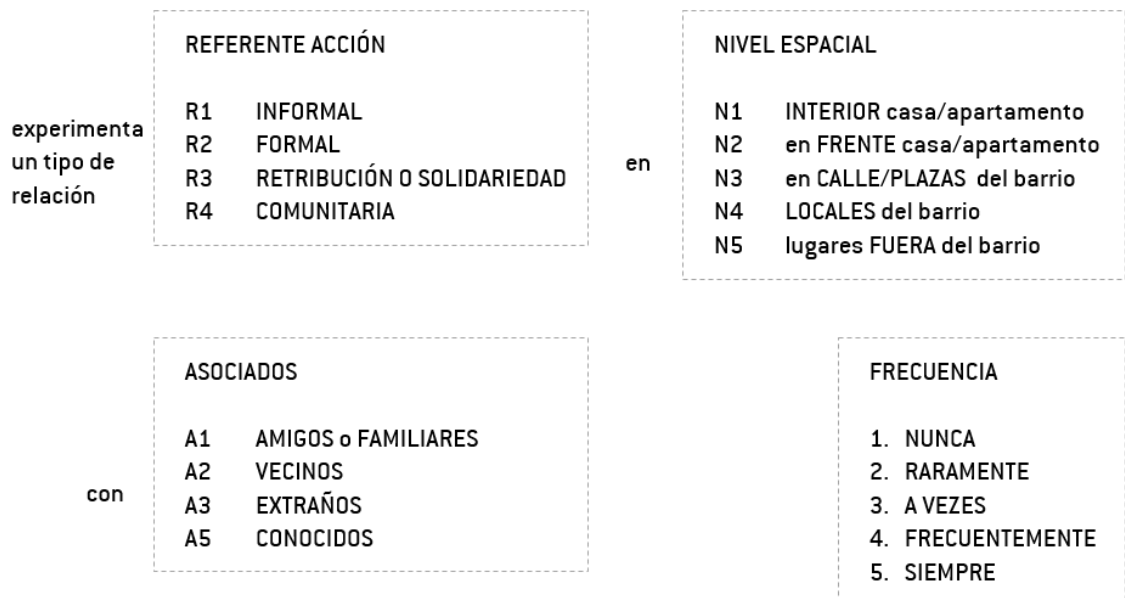 experimenta
un tipo de
relación
REFERENTE ACCIÓN
R1 INFORMAL
R2 FORMAL
R3 RETRIBUCIÓN O SOLIDARIEDAD
R4 COMUNITARIA
en
NIVEL ESPACIAL
N1 INTERIOR casa/apartamento
N2 en FRENTE casa/apartamento
N3 en CALLE/PLAZAS del barrio
N4 LOCALES del barrio
N5 lugares FUERA del barrio
con
ASOCIADOS
A1 AMIGOS o FAMILIARES
A2 VECINOS
A3 EXTRAÑOS
A5 CONOCIDOS
FRECUENCIA
1. NUNCA
2. RARAMENTE
3. A VEZES
4. FRECUENTEMENTE
5. SIEMPRE